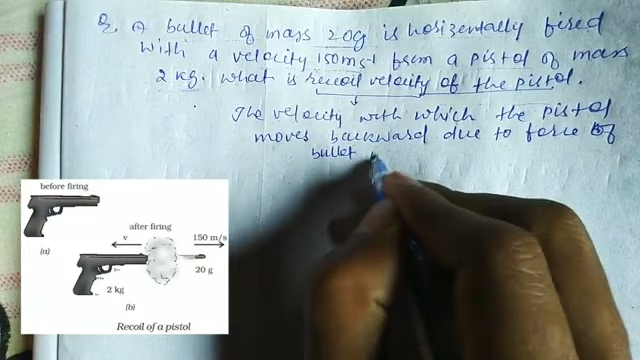 Q. A bullet of mass 20g is horizontally fired
with a velocity 150ms-1 from a pistol of mass
2 kg. what is recoil velocity of the pistol.
The velocity with which the pistol
moves backward due to force of
bullet
before firing
(a)
after firing
v
150 m/s
20 g
2 kg
(b)
Recoil of a pistol